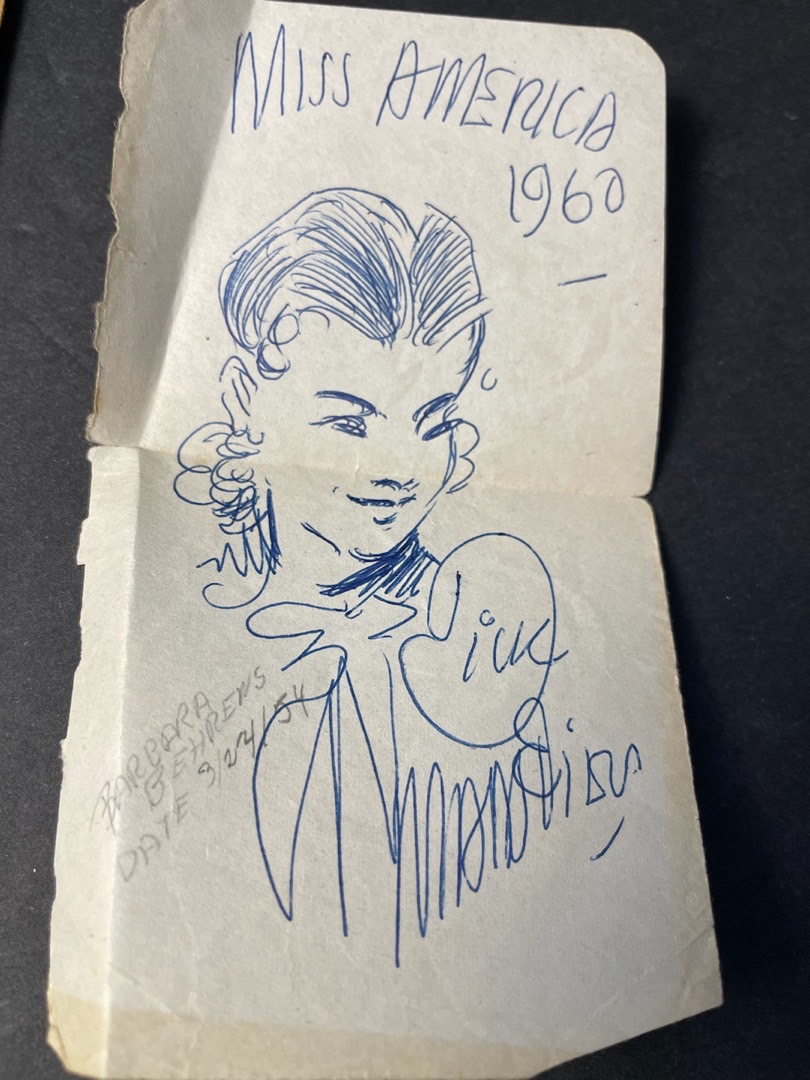 MISS AMERICA
1960
BARBARA
BEHRENS
DATE 3/24/54